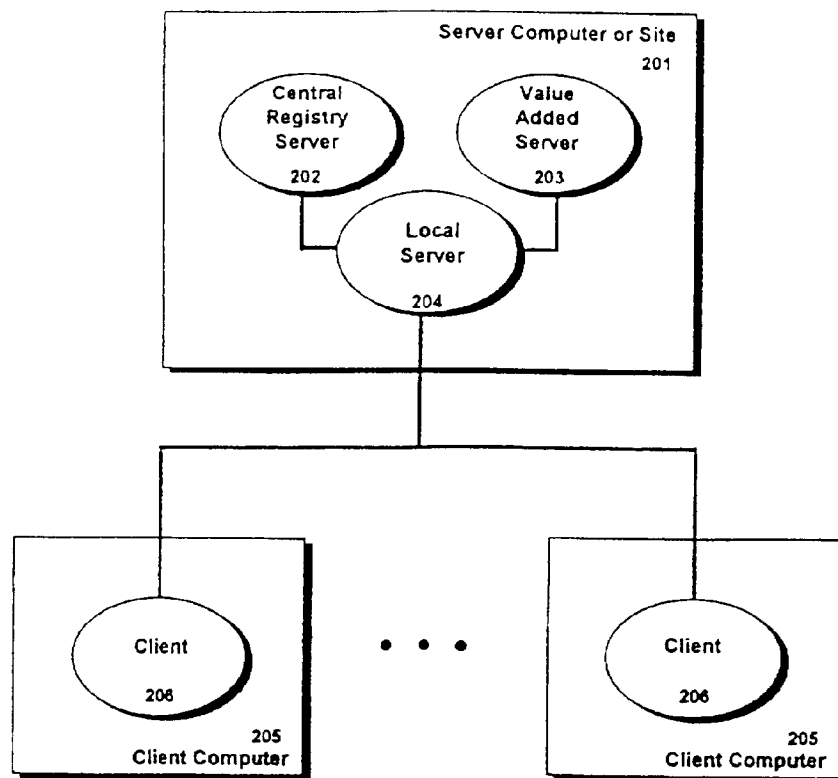 Server Computer or Site
201
Central
Registry
Server
202
Value
Added
Server
203
Local
Server
204
Client
206
205
Client Computer
Client
206
205
Client Computer